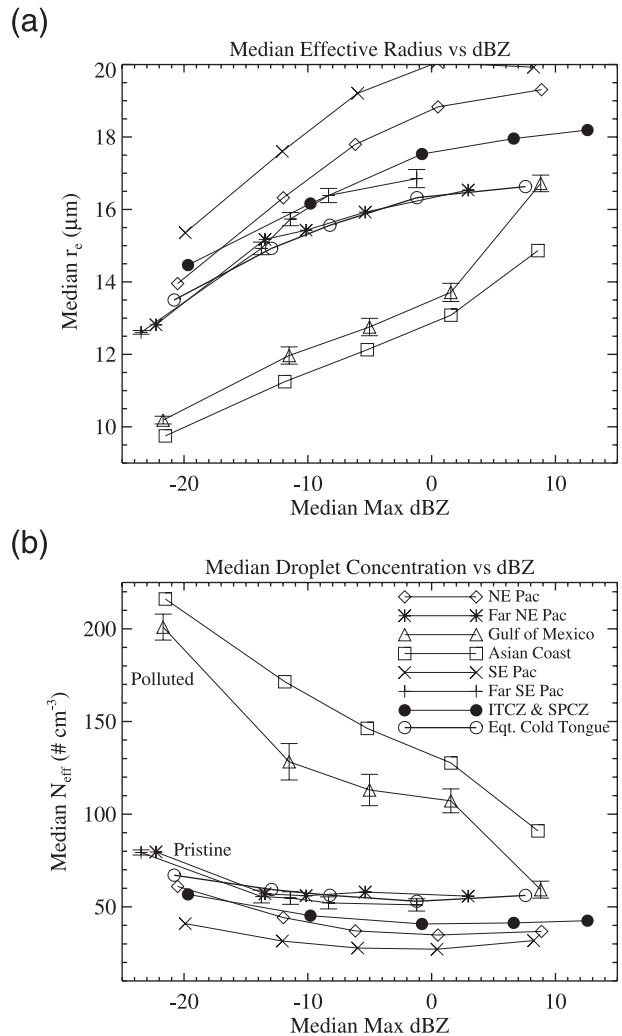 (a)
Median Effective Radius vs dBZ
20
18
16
14
12
10
Median r_e (µm)
-20 -10 0 10
Median Max dBZ
(b)
Median Droplet Concentration vs dBZ
200
150
100
50
Median N_eff (# cm⁻³)
NE Pac
Far NE Pac
Gulf of Mexico
Asian Coast
SE Pac
Far SE Pac
ITCZ & SPCZ
Eqt. Cold Tongue
Polluted
Pristine
-20 -10 0 10
Median Max dBZ